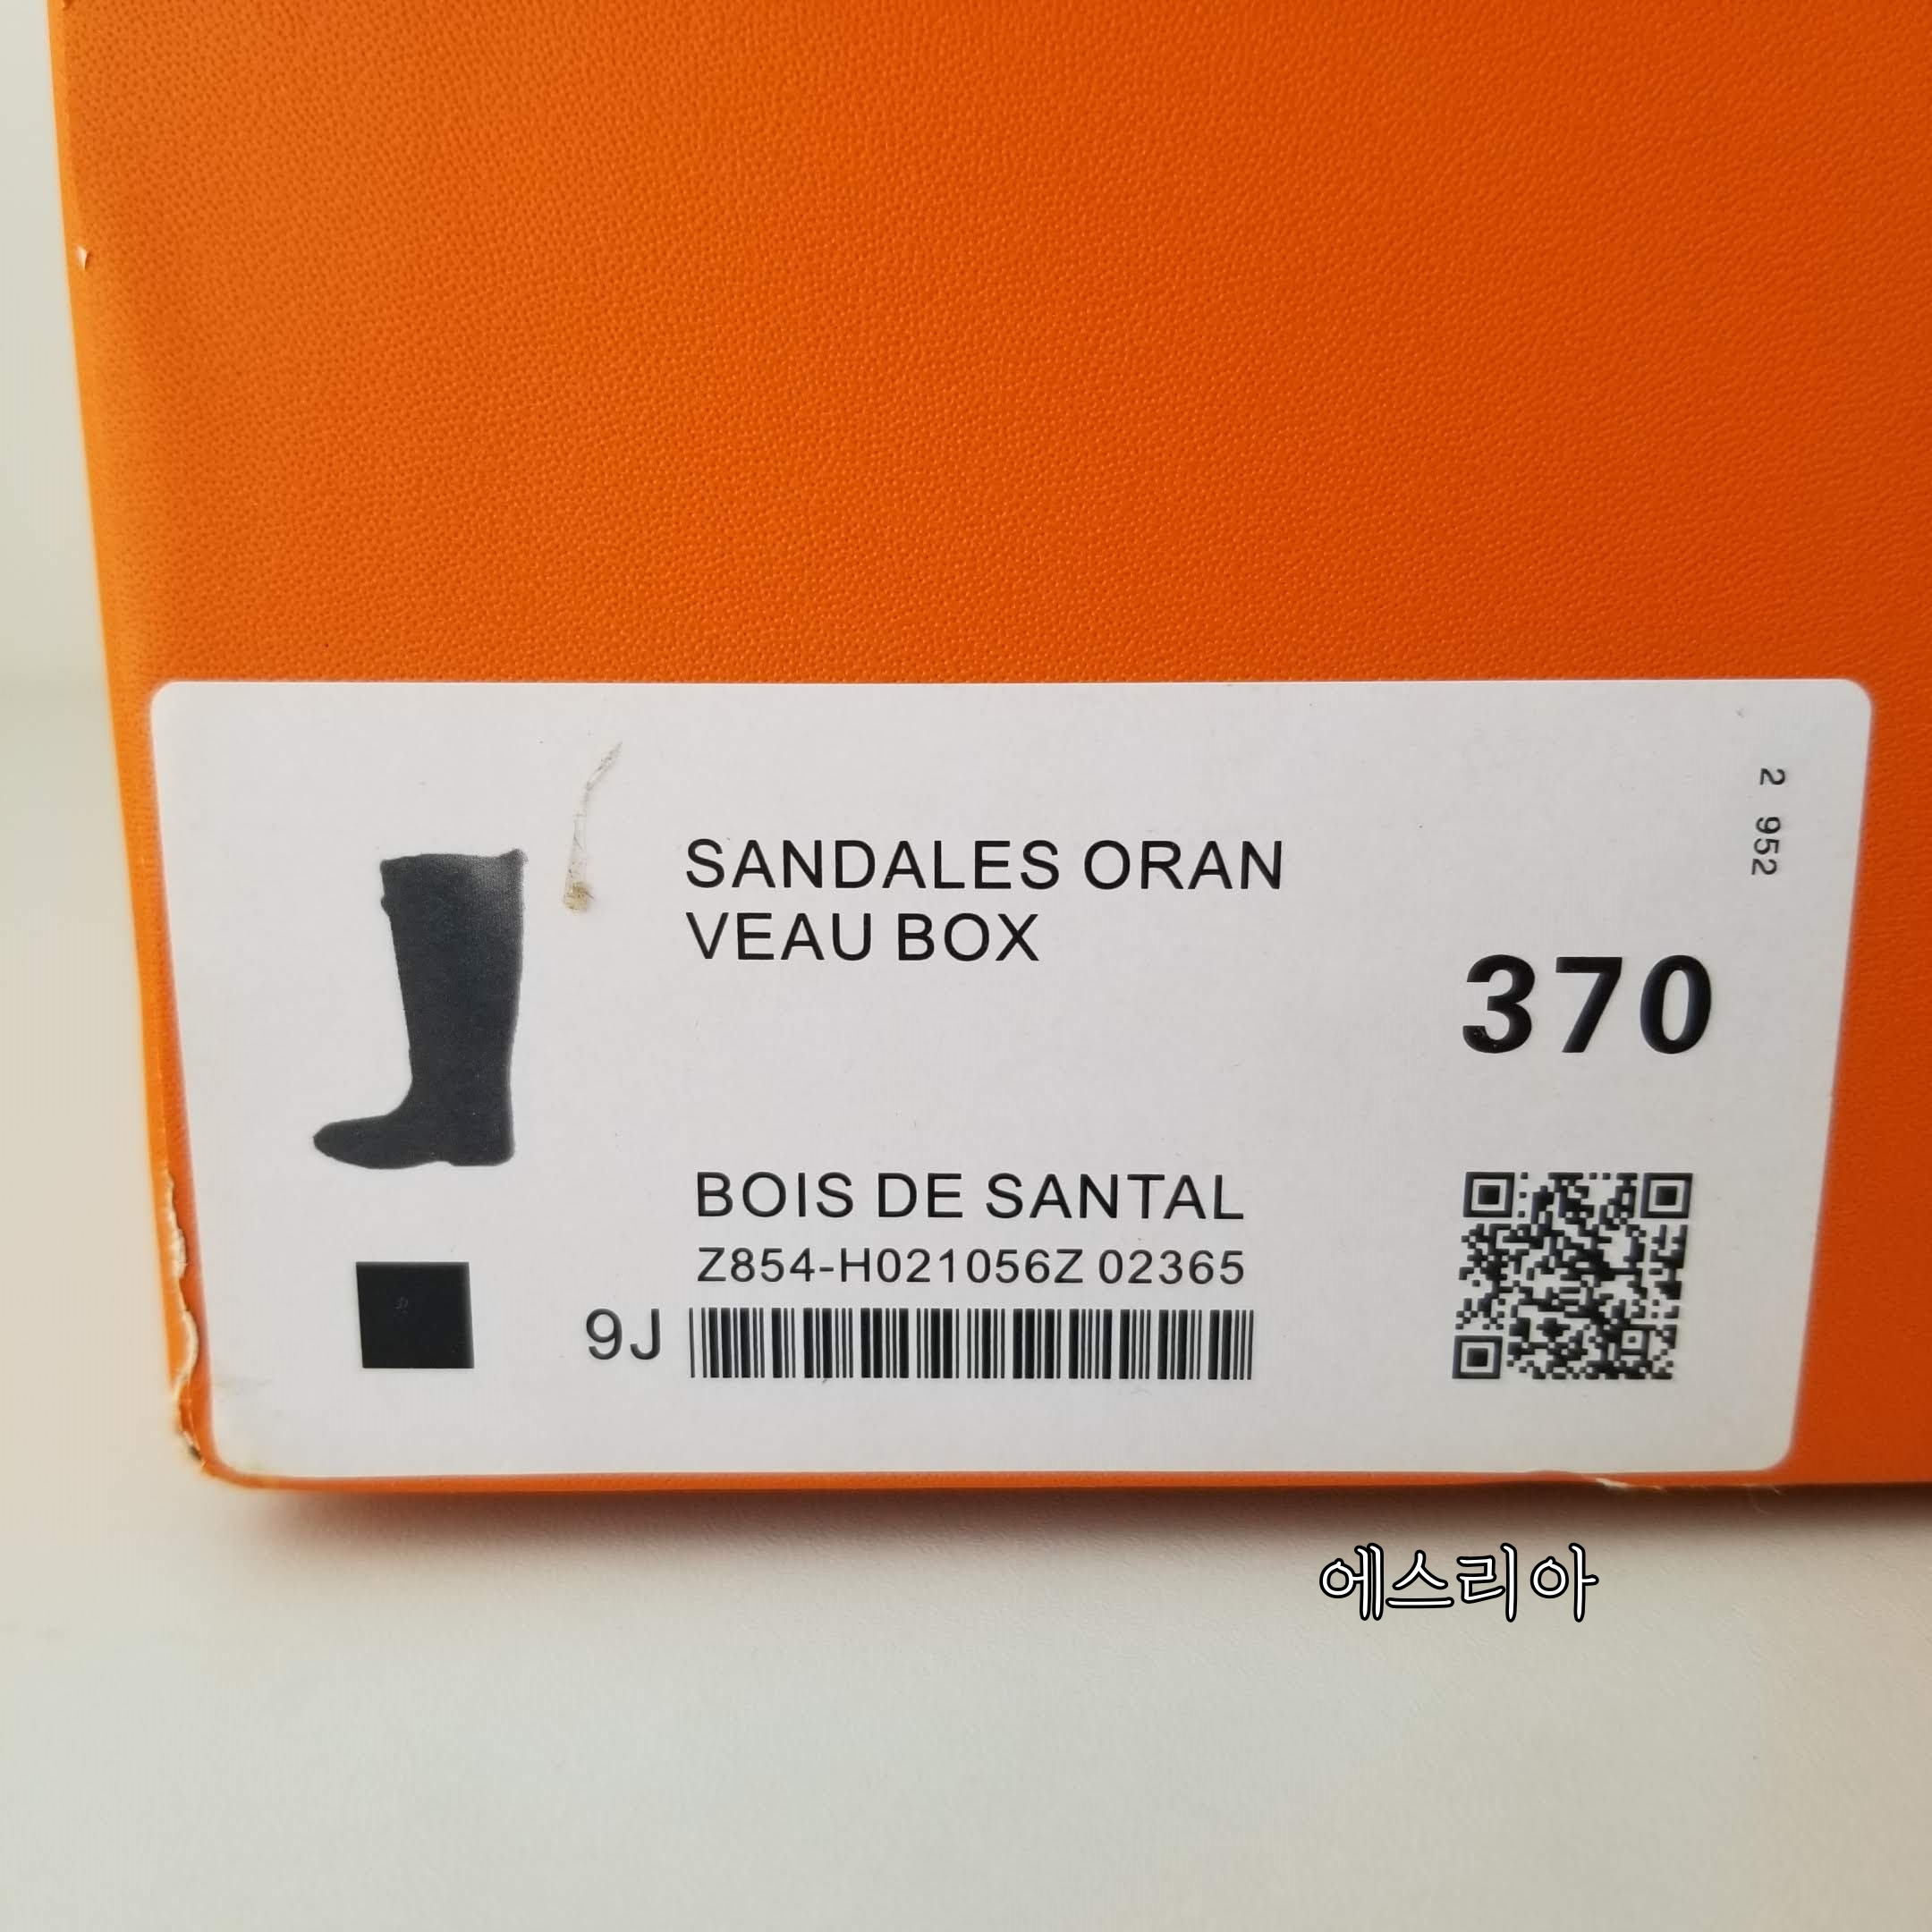 SANDALES ORAN
VEAU BOX
2 952
370
BOIS DE SANTAL
Z854-H021056Z 02365
9J
에스리아